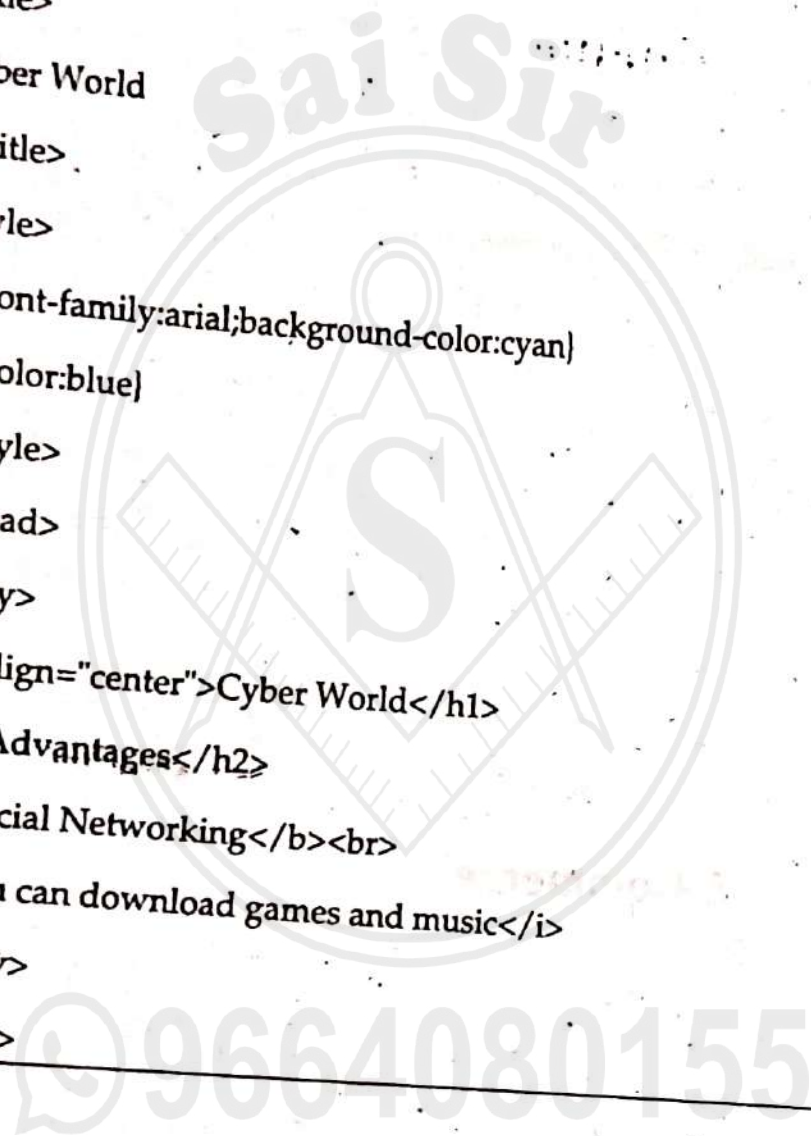 per World
itle>
yle>
ont-family:arial;background-color:cyan}
olor:blue}
yle>
ad>
y>
lign="center">Cyber World</h1>
Advantages</h2>
cial Networking</b><br>
u can download games and music</i>
y>
>
Sai Sir
S
9664080155